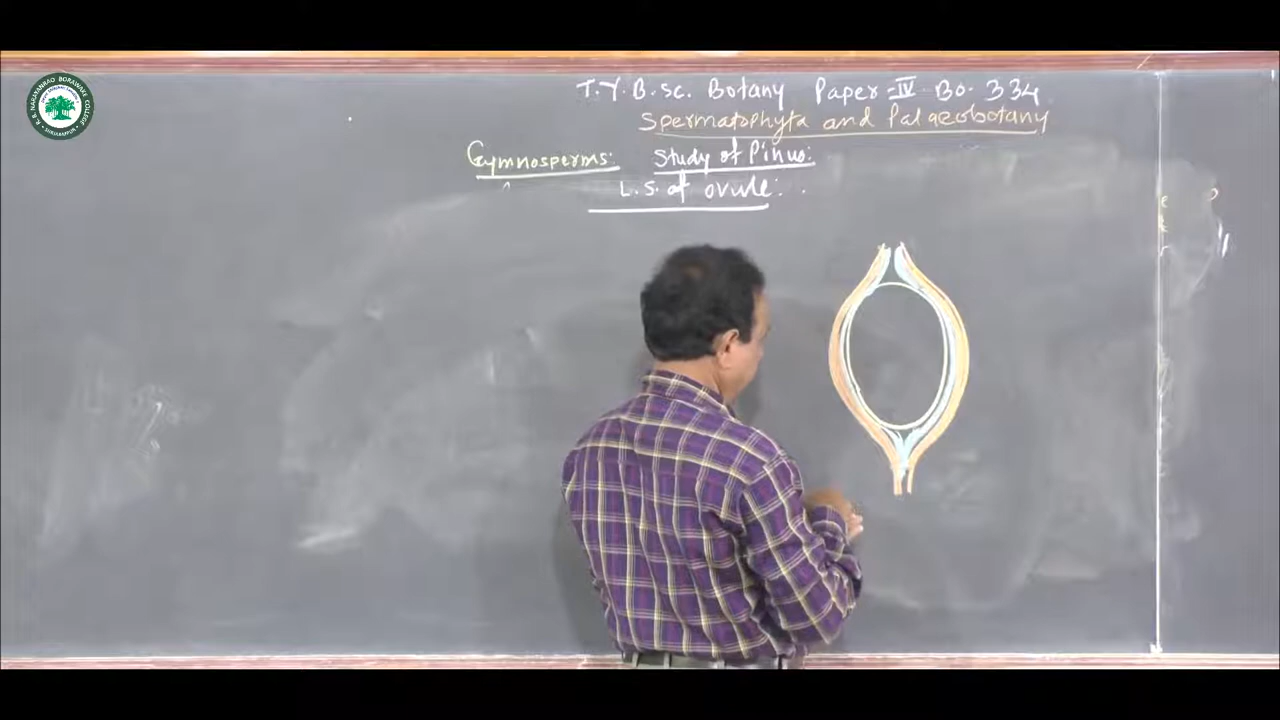 T.Y.B.Sc. Botany Paper-IV BO. 334
Spermatophyta and Palaeobotany
Gymnosperms: Study of Pinus:
L.S. of ovule: